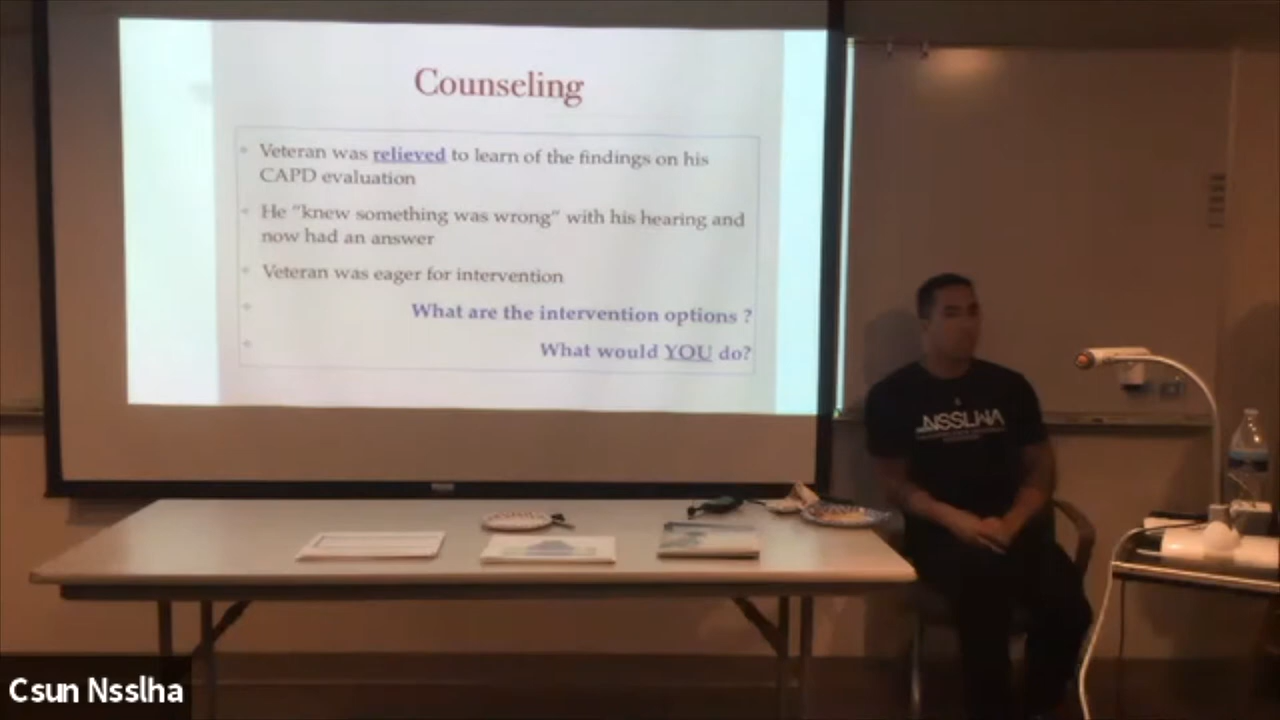 Counseling
Veteran was relieved to learn of the findings on his
CAPD evaluation
He “knew something was wrong” with his hearing and
now had an answer
Veteran was eager for intervention
What are the intervention options ?
What would YOU do?
NSSLHA
Csun Nsslha